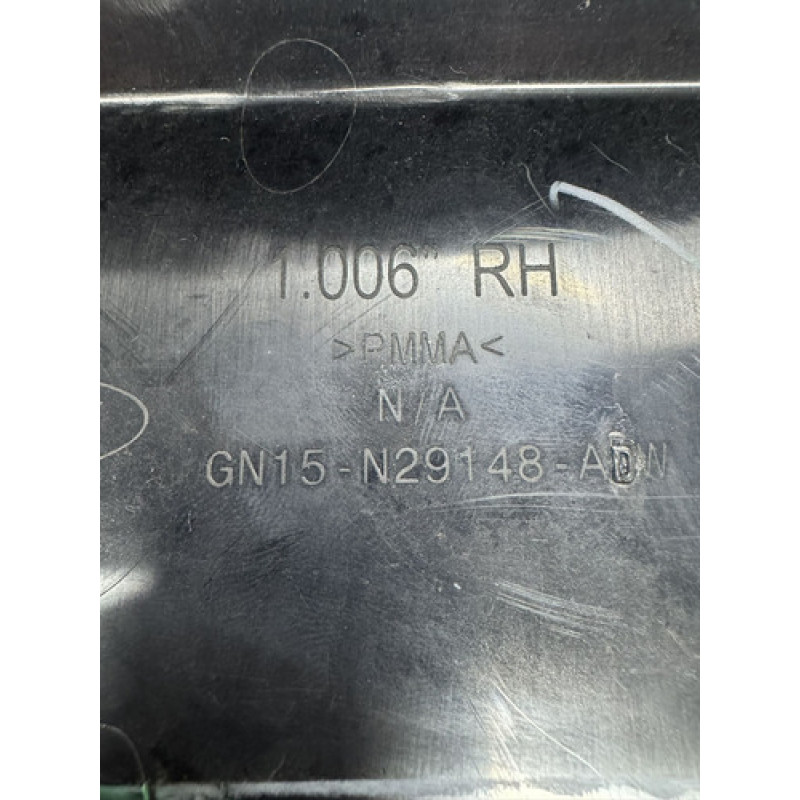 1.006" RH
>PMMA<
N/A
GN15-N29148-ADW